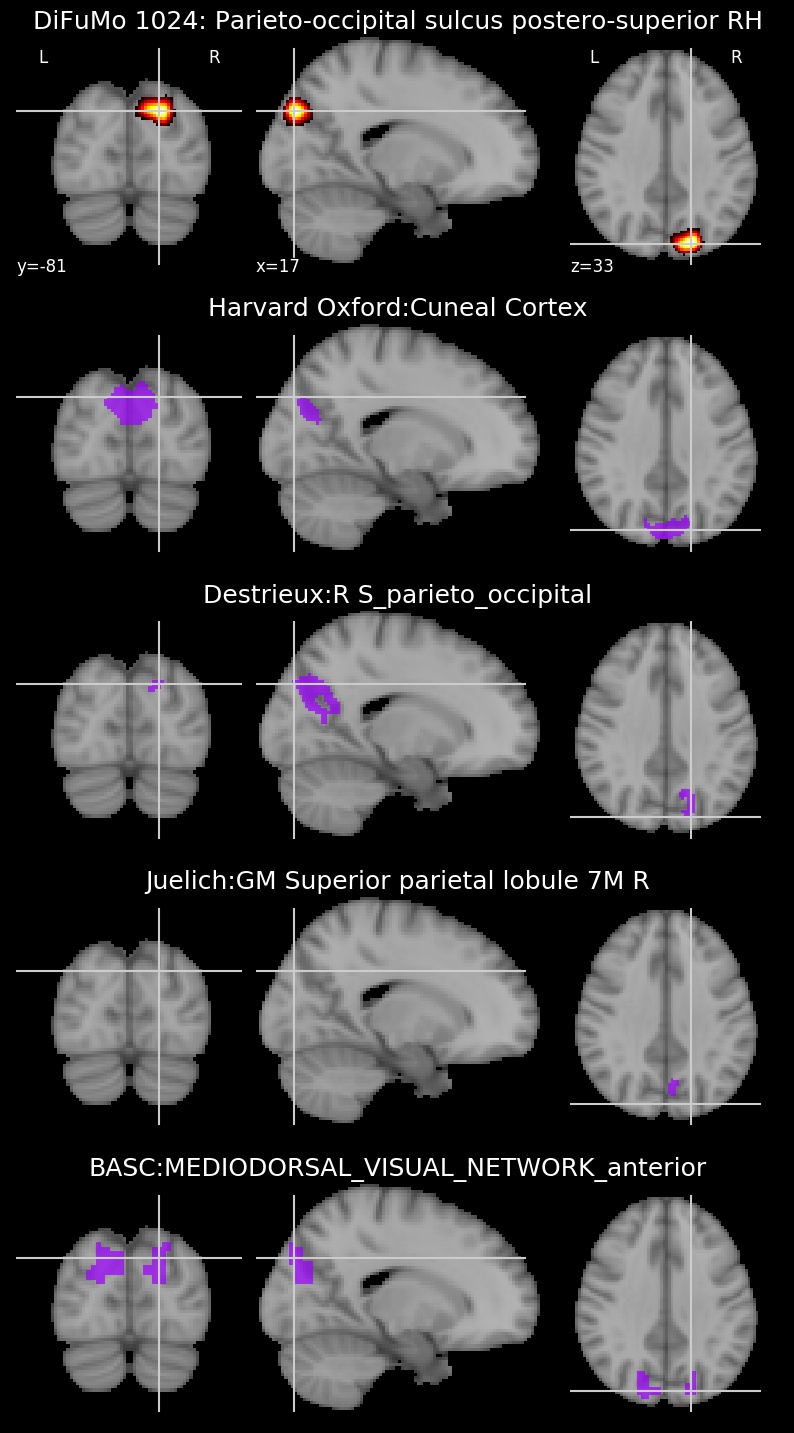 DiFuMo 1024: Parieto-occipital sulcus postero-superior RH
L R L R
y=-81 x=17 z=33
Harvard Oxford:Cuneal Cortex
Destrieux:R S_parieto_occipital
Juelich:GM Superior parietal lobule 7M R
BASC:MEDIODORSAL_VISUAL_NETWORK_anterior